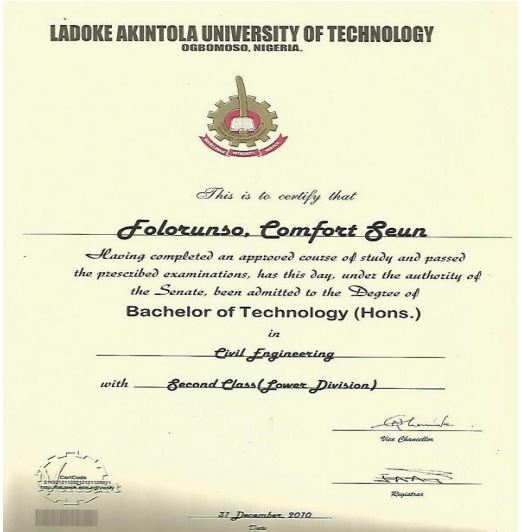 LADOKE AKINTOLA UNIVERSITY OF TECHNOLOGY
OGBOMOSO, NIGERIA.
INTEGRITY
This is to certify that
Folorunso, Comfort Seun
Having completed an approved course of study and passed
the prescribed examinations, has this day, under the authority of
the Senate, been admitted to the Degree of
Bachelor of Technology (Hons.)
in
Civil Engineering
with Second Class(Lower Division)
Vice Chancellor
CertCode
Registrar
31 December, 2010
Date